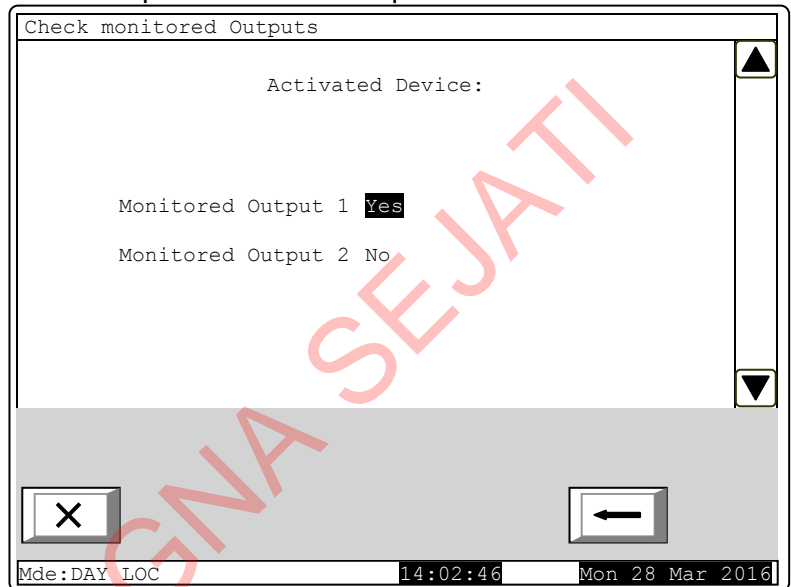 Check monitored Outputs
Activated Device:
Monitored Output 1 Yes
Monitored Output 2 No
GNA SEJATI
Mde:DAY LOC 14:02:46 Mon 28 Mar 2016